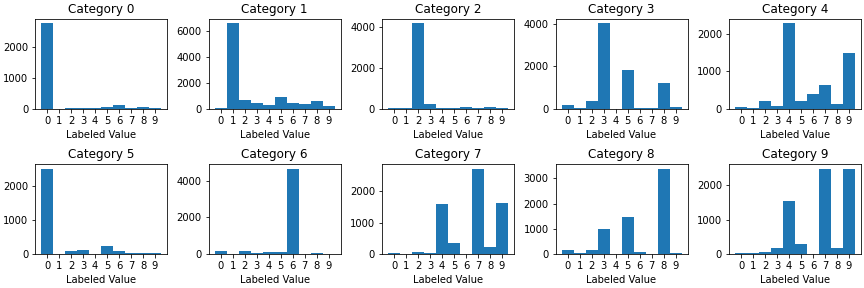 Category 0
2000
1000
0
0 1 2 3 4 5 6 7 8 9
Labeled Value
Category 1
6000
4000
2000
0
0 1 2 3 4 5 6 7 8 9
Labeled Value
Category 2
4000
2000
0
0 1 2 3 4 5 6 7 8 9
Labeled Value
Category 3
4000
2000
0
0 1 2 3 4 5 6 7 8 9
Labeled Value
Category 4
2000
1000
0
0 1 2 3 4 5 6 7 8 9
Labeled Value
Category 5
2000
1000
0
0 1 2 3 4 5 6 7 8 9
Labeled Value
Category 6
4000
2000
0
0 1 2 3 4 5 6 7 8 9
Labeled Value
Category 7
2000
1000
0
0 1 2 3 4 5 6 7 8 9
Labeled Value
Category 8
3000
2000
1000
0
0 1 2 3 4 5 6 7 8 9
Labeled Value
Category 9
2000
1000
0
0 1 2 3 4 5 6 7 8 9
Labeled Value